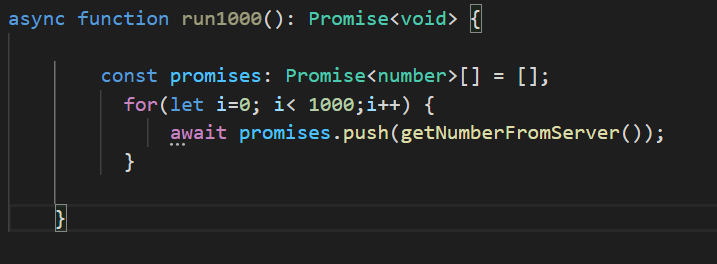 async function run1000(): Promise<void> {
const promises: Promise<number>[] = [];
for(let i=0; i< 1000;i++) {
await promises.push(getNumberFromServer());
}
}